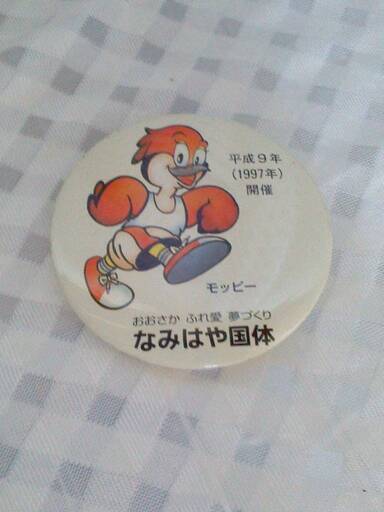 平成9年
(1997年)
開催
モッピー
おおさか ふれ愛 夢づくり
なみはや国体